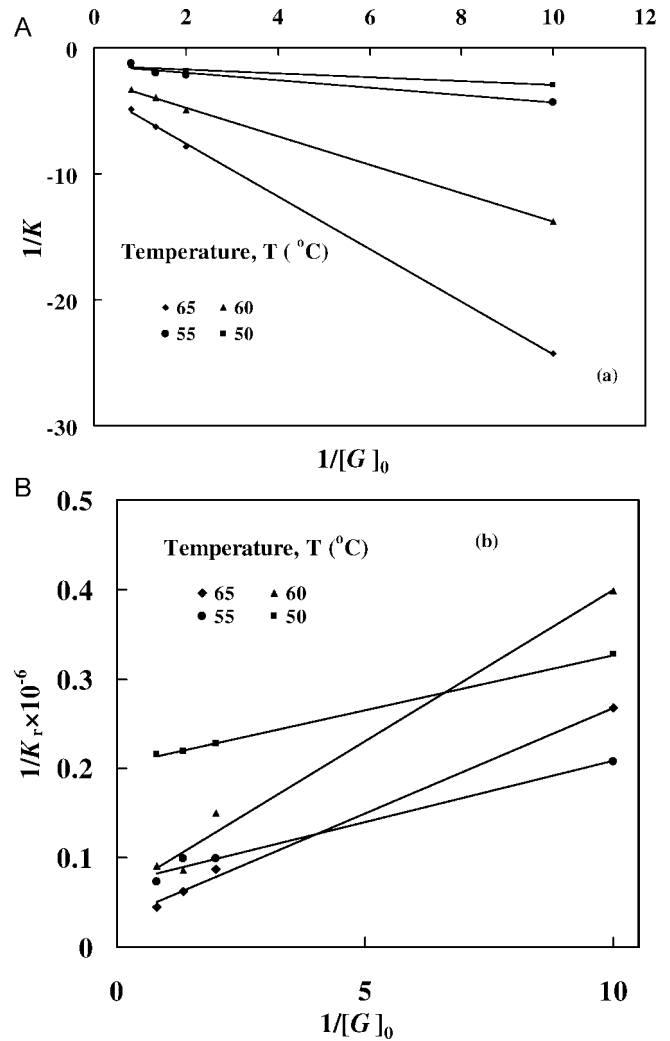 A
0 2 4 6 8 10 12
0
-10
-20
-30
1/K
Temperature, T ( °C)
65 60
55 50
(a)
1/[G ]₀
B
0.5
0.4
0.3
0.2
0.1
0
1/Kᵣ×10⁻⁶
Temperature, T (°C)
(b)
65 60
55 50
0 5 10
1/[G ]₀